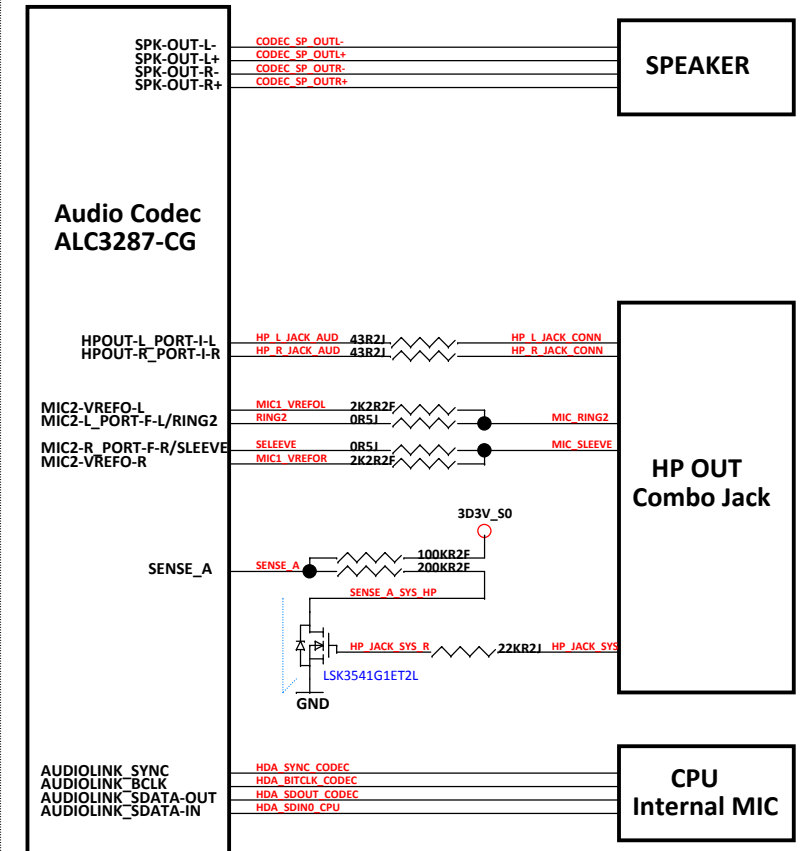 SPK-OUT-L- CODEC_SP_OUTL-
SPK-OUT-L+ CODEC_SP_OUTL+
SPK-OUT-R- CODEC_SP_OUTR-
SPK-OUT-R+ CODEC_SP_OUTR+
SPEAKER
Audio Codec
ALC3287-CG
HPOUT-L_PORT-I-L HP_L_JACK_AUD 43R2J HP_L_JACK_CONN
HPOUT-R_PORT-I-R HP_R_JACK_AUD 43R2J HP_R_JACK_CONN
MIC2-VREFO-L MIC1_VREFOL 2K2R2F
MIC2-L_PORT-F-L/RING2 RING2 0R5J MIC_RING2
MIC2-R_PORT-F-R/SLEEVE SELEEVE 0R5J MIC_SLEEVE
MIC2-VREFO-R MIC1_VREFOR 2K2R2F
HP OUT
Combo Jack
3D3V_S0
100KR2F
SENSE_A SENSE_A 200KR2F
SENSE_A_SYS_HP
HP_JACK_SYS_R 22KR2J HP_JACK_SYS
LSK3541G1ET2L
GND
AUDIOLINK_SYNC HDA_SYNC_CODEC
AUDIOLINK_BCLK HDA_BITCLK_CODEC
AUDIOLINK_SDATA-OUT HDA_SDOUT_CODEC
AUDIOLINK_SDATA-IN HDA_SDIN0_CPU
CPU
Internal MIC